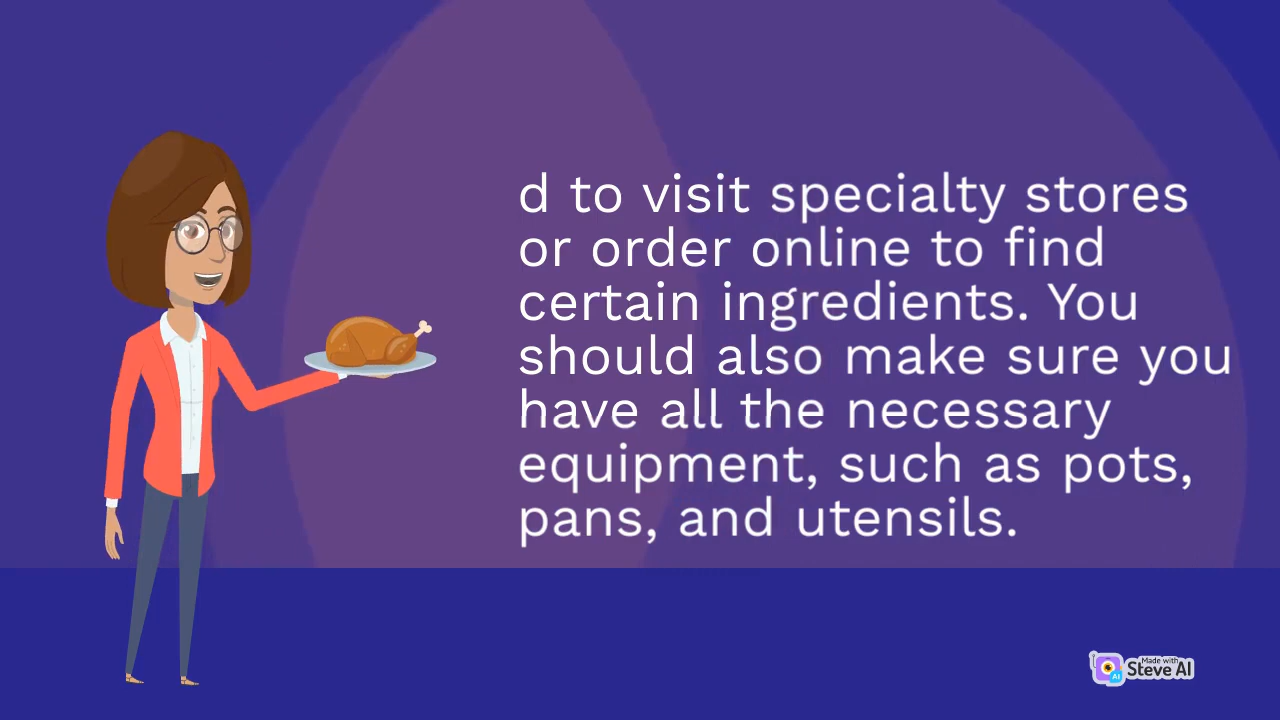 d to visit specialty stores
or order online to find
certain ingredients. You
should also make sure you
have all the necessary
equipment, such as pots,
pans, and utensils.
Made with
Steve AI
AI